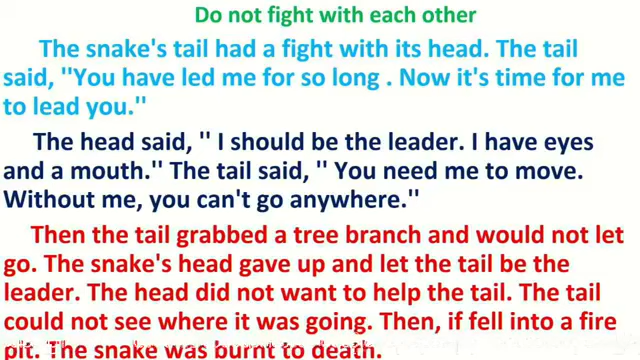 Do not fight with each other
The snake's tail had a fight with its head. The tail
said, ''You have led me for so long . Now it's time for me
to lead you.''
The head said, '' I should be the leader. I have eyes
and a mouth.'' The tail said, '' You need me to move.
Without me, you can't go anywhere.''
Then the tail grabbed a tree branch and would not let
go. The snake's head gave up and let the tail be the
leader. The head did not want to help the tail. The tail
could not see where it was going. Then, if fell into a fire
pit. The snake was burnt to death.